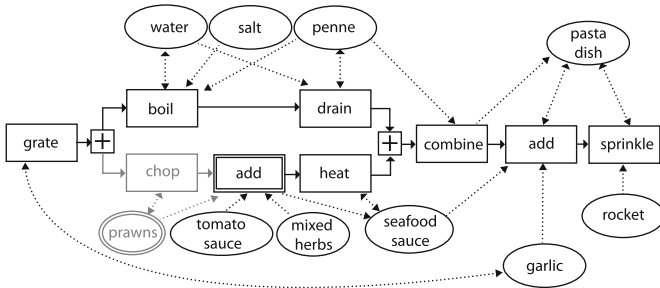 water
salt
penne
pasta
dish
boil
drain
grate
+
+
combine
add
sprinkle
chop
add
heat
prawns
tomato
sauce
mixed
herbs
seafood
sauce
rocket
garlic